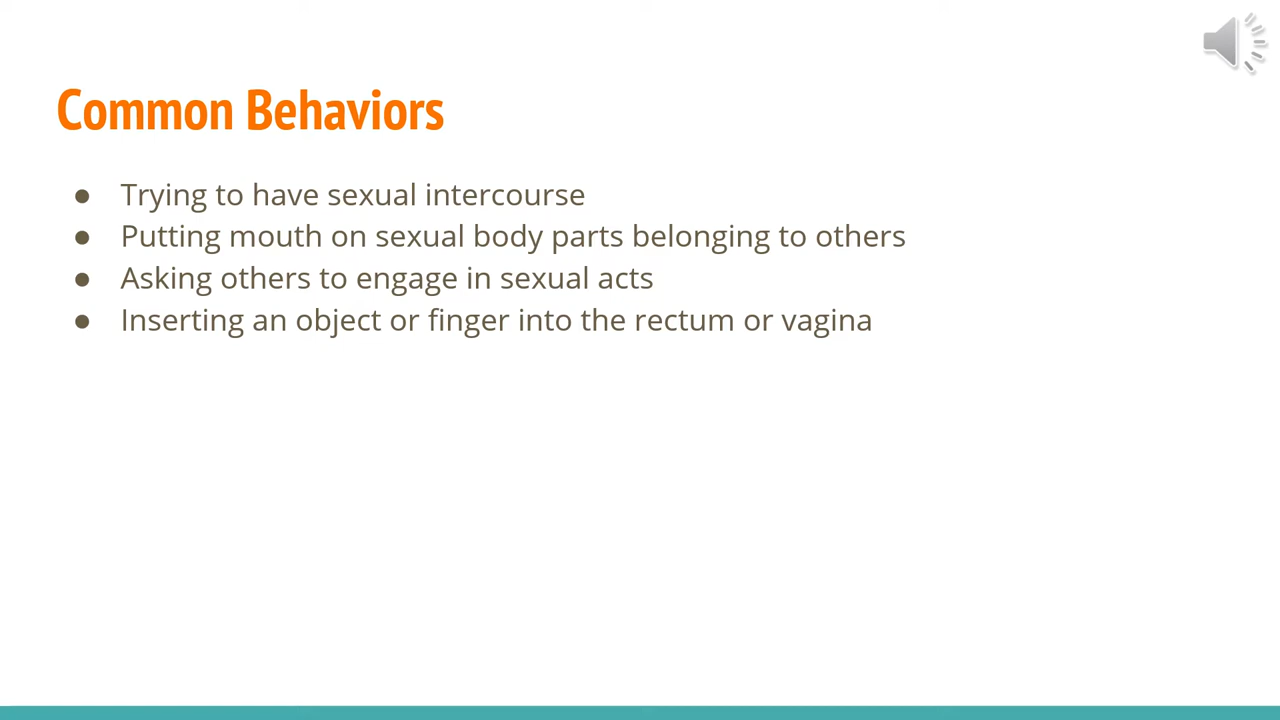 Common Behaviors
● Trying to have sexual intercourse
● Putting mouth on sexual body parts belonging to others
● Asking others to engage in sexual acts
● Inserting an object or finger into the rectum or vagina